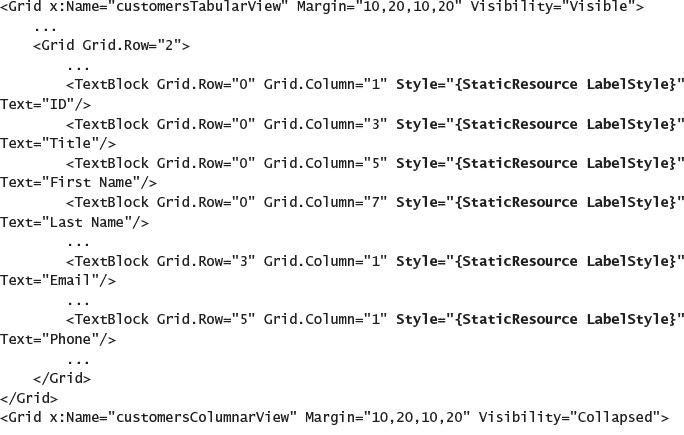 <Grid x:Name="customersTabularView" Margin="10,20,10,20" Visibility="Visible">
    ...
    <Grid Grid.Row="2">
        ...
        <TextBlock Grid.Row="0" Grid.Column="1" Style="{StaticResource LabelStyle}"
Text="ID"/>
        <TextBlock Grid.Row="0" Grid.Column="3" Style="{StaticResource LabelStyle}"
Text="Title"/>
        <TextBlock Grid.Row="0" Grid.Column="5" Style="{StaticResource LabelStyle}"
Text="First Name"/>
        <TextBlock Grid.Row="0" Grid.Column="7" Style="{StaticResource LabelStyle}"
Text="Last Name"/>
        ...
        <TextBlock Grid.Row="3" Grid.Column="1" Style="{StaticResource LabelStyle}"
Text="Email"/>
        ...
        <TextBlock Grid.Row="5" Grid.Column="1" Style="{StaticResource LabelStyle}"
Text="Phone"/>
        ...
    </Grid>
</Grid>
<Grid x:Name="customersColumnarView" Margin="10,20,10,20" Visibility="Collapsed">